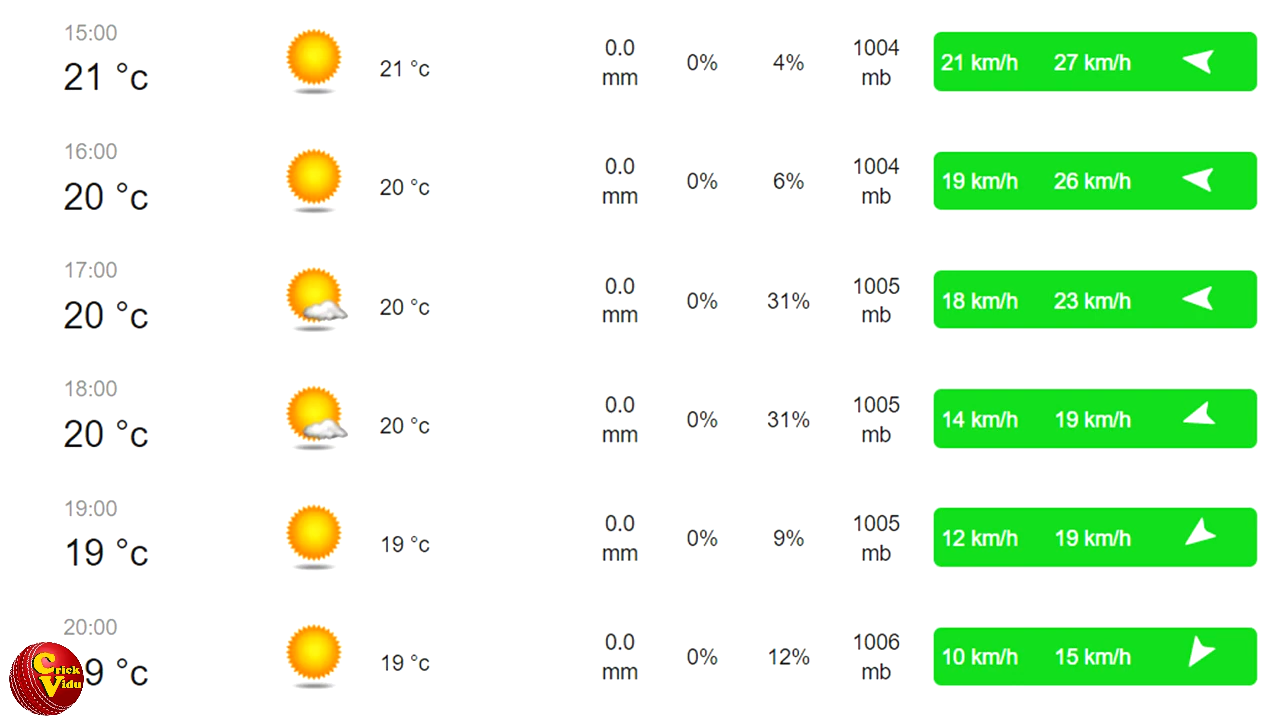 15:00
21 °c 21 °c 0.0 mm 0% 4% 1004 mb 21 km/h 27 km/h
16:00
20 °c 20 °c 0.0 mm 0% 6% 1004 mb 19 km/h 26 km/h
17:00
20 °c 20 °c 0.0 mm 0% 31% 1005 mb 18 km/h 23 km/h
18:00
20 °c 20 °c 0.0 mm 0% 31% 1005 mb 14 km/h 19 km/h
19:00
19 °c 19 °c 0.0 mm 0% 9% 1005 mb 12 km/h 19 km/h
20:00
9 °c 19 °c 0.0 mm 0% 12% 1006 mb 10 km/h 15 km/h
Crick
Vidu